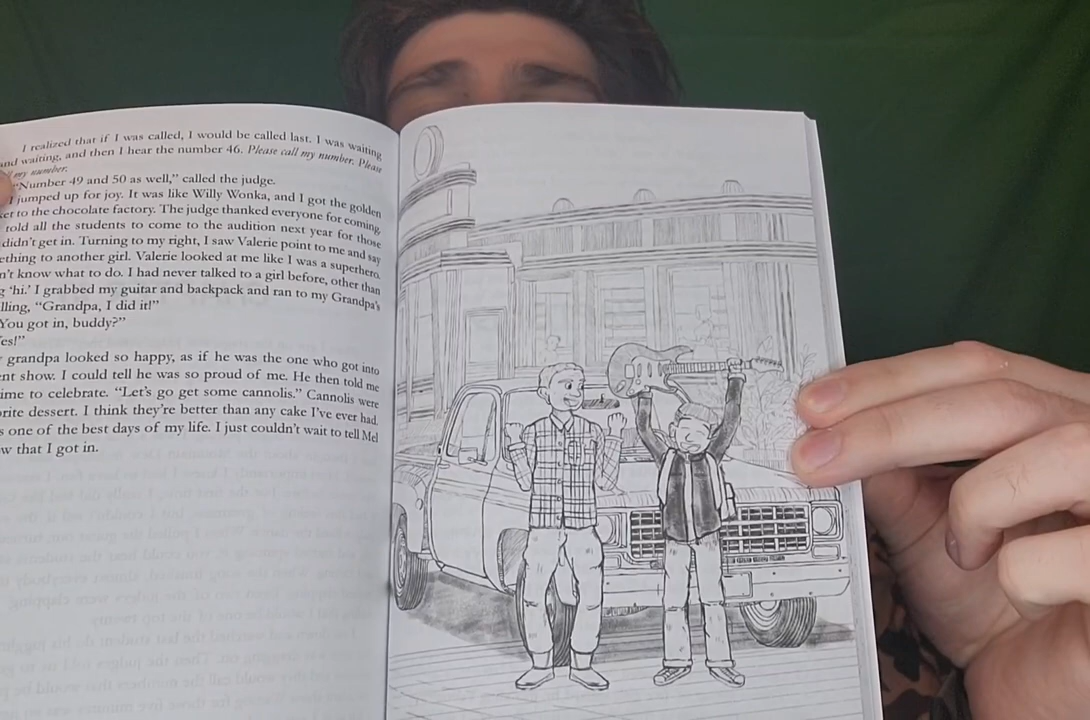 I realized that if I was called, I would be called last. I was waiting
and waiting, and then I hear the number 46. Please call my number. Please
my number.
"Number 49 and 50 as well," called the judge.
I jumped up for joy. It was like Willy Wonka, and I got the golden
to the chocolate factory. The judge thanked everyone for coming,
told all the students to come to the audition next year for those
didn't get in. Turning to my right, I saw Valerie point to me and say
to another girl. Valerie looked at me like I was a superhero.
know what to do. I had never talked to a girl before, other than
'hi.' I grabbed my guitar and backpack and ran to my Grandpa's
"Grandpa, I did it!"
You got in, buddy?"
grandpa looked so happy, as if he was the one who got into
show. I could tell he was so proud of me. He then told me
to celebrate. "Let's go get some cannolis." Cannolis were
dessert. I think they're better than any cake I've ever had.
one of the best days of my life. I just couldn't wait to tell Mel
that I got in.